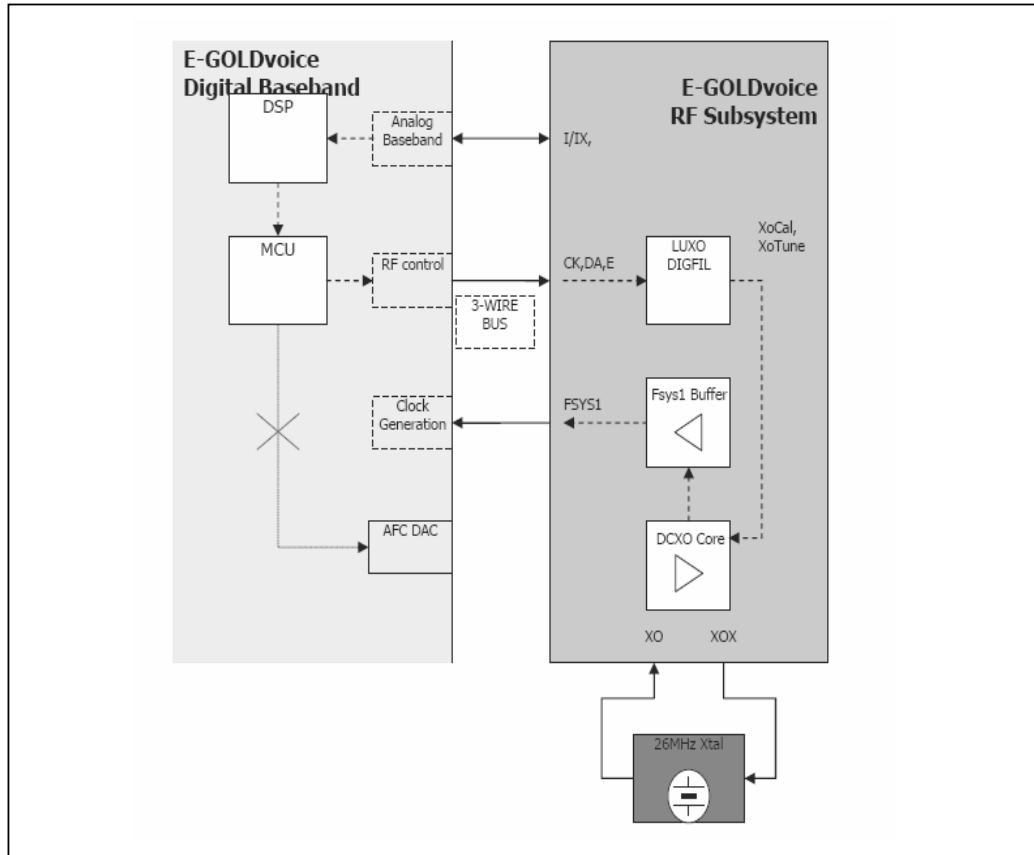 E-GOLDvoice
Digital Baseband
DSP
Analog
Baseband
MCU
RF control
3-WIRE
BUS
Clock
Generation
AFC DAC
E-GOLDvoice
RF Subsystem
I/IX,
XoCal,
XoTune
LUXO
DIGFIL
CK,DA,E
Fsys1 Buffer
FSYS1
DCXO Core
XO
XOX
26MHz Xtal